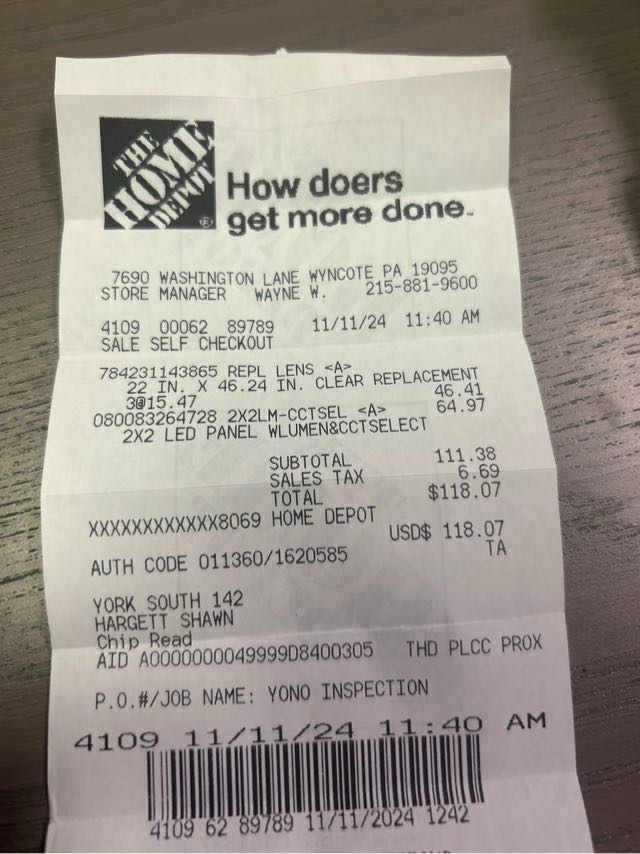 THE
HOME
DEPOT
®
How doers
get more done™
7690 WASHINGTON LANE WYNCOTE PA 19095
STORE MANAGER WAYNE W. 215-881-9600
4109 00062 89789 11/11/24 11:40 AM
SALE SELF CHECKOUT
784231143865 REPL LENS <A>
22 IN. X 46.24 IN. CLEAR REPLACEMENT
3@15.47 46.41
080083264728 2X2LM-CCTSEL <A> 64.97
2X2 LED PANEL WLUMEN&CCTSELECT
SUBTOTAL 111.38
SALES TAX 6.69
TOTAL $118.07
XXXXXXXXXXXX8069 HOME DEPOT
USD$ 118.07
AUTH CODE 011360/1620585 TA
YORK SOUTH 142
HARGETT SHAWN
Chip Read
AID A0000000049999D8400305 THD PLCC PROX
P.O.#/JOB NAME: YONO INSPECTION
4109 11/11/24 11:40 AM
4109 62 89789 11/11/2024 1242